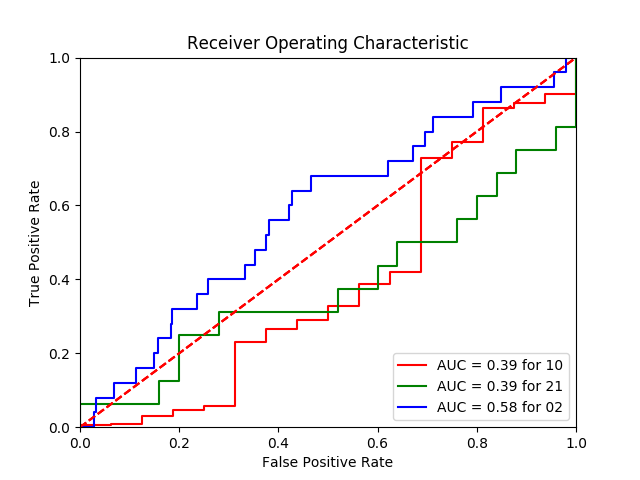 Receiver Operating Characteristic
True Positive Rate
1.0
0.8
0.6
0.4
0.2
0.0
AUC = 0.39 for 10
AUC = 0.39 for 21
AUC = 0.58 for 02
0.0 0.2 0.4 0.6 0.8 1.0
False Positive Rate